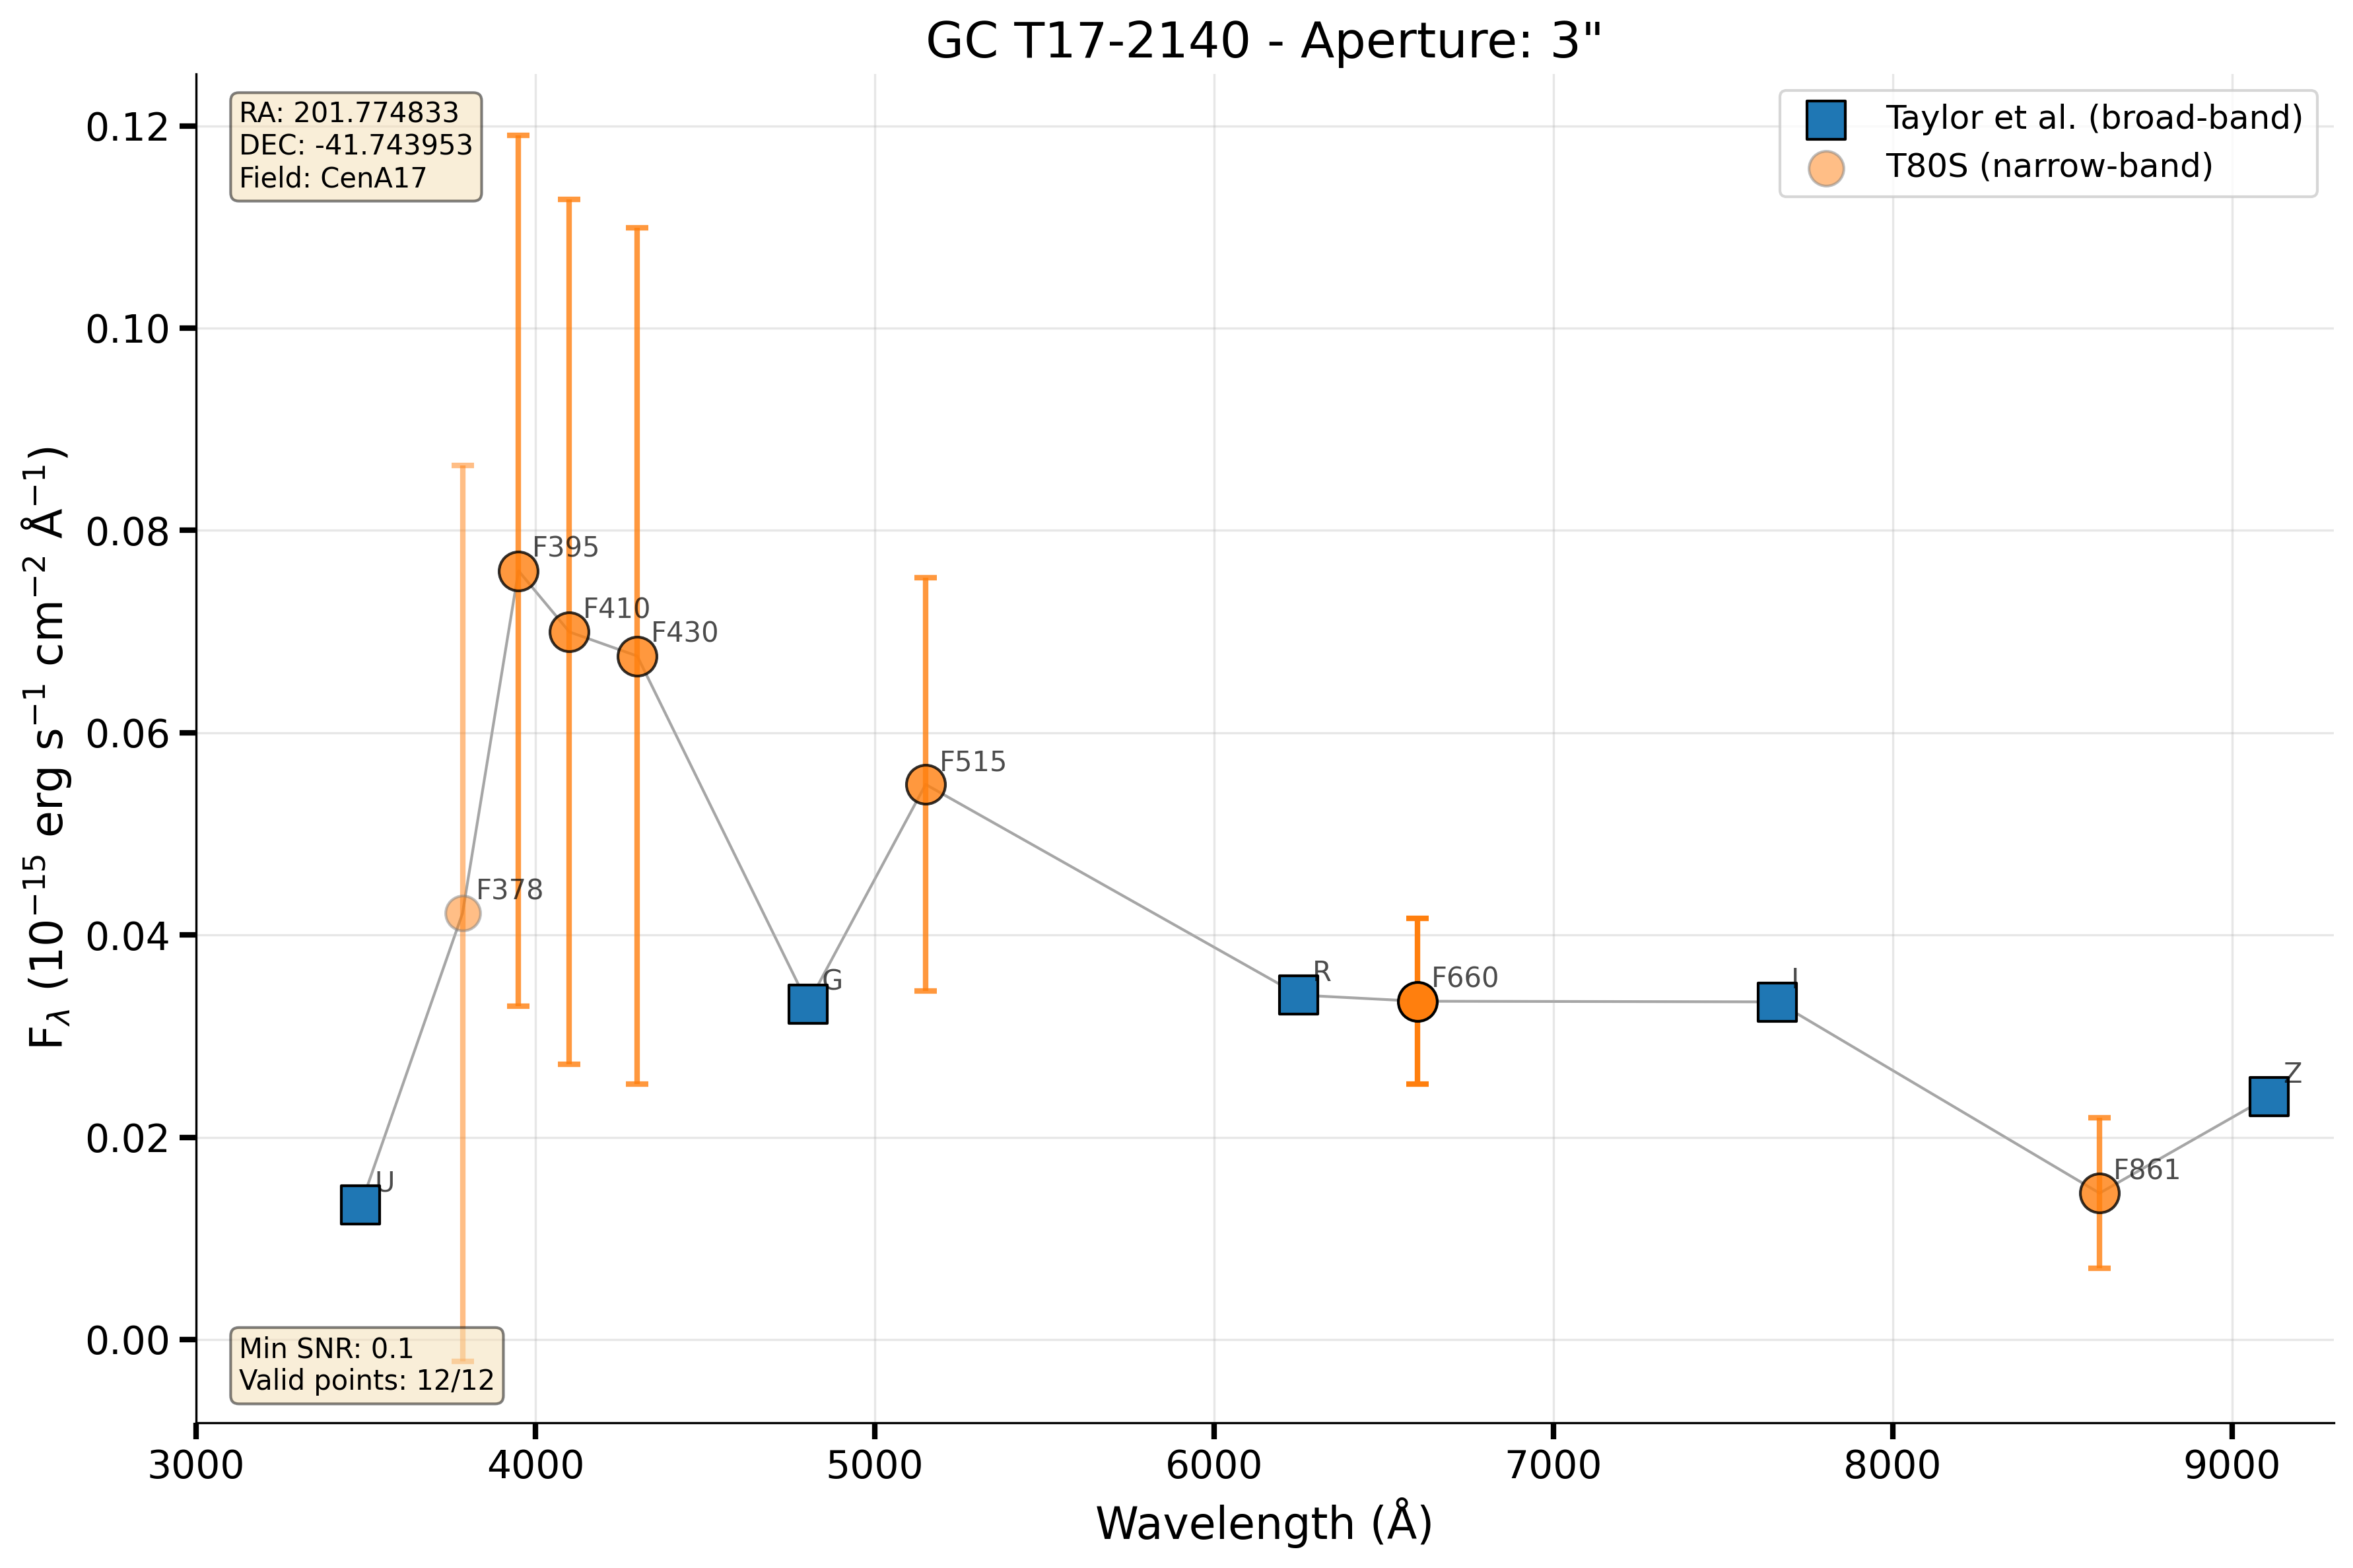 GC T17-2140 - Aperture: 3"
RA: 201.774833
DEC: -41.743953
Field: CenA17
Taylor et al. (broad-band)
T80S (narrow-band)
0.12
0.10
0.08
0.06
0.04
0.02
0.00
F_λ (10⁻¹⁵ erg s⁻¹ cm⁻² Å⁻¹)
F395
F410
F430
F515
F378
G
R
F660
I
Z
F861
U
Min SNR: 0.1
Valid points: 12/12
3000 4000 5000 6000 7000 8000 9000
Wavelength (Å)